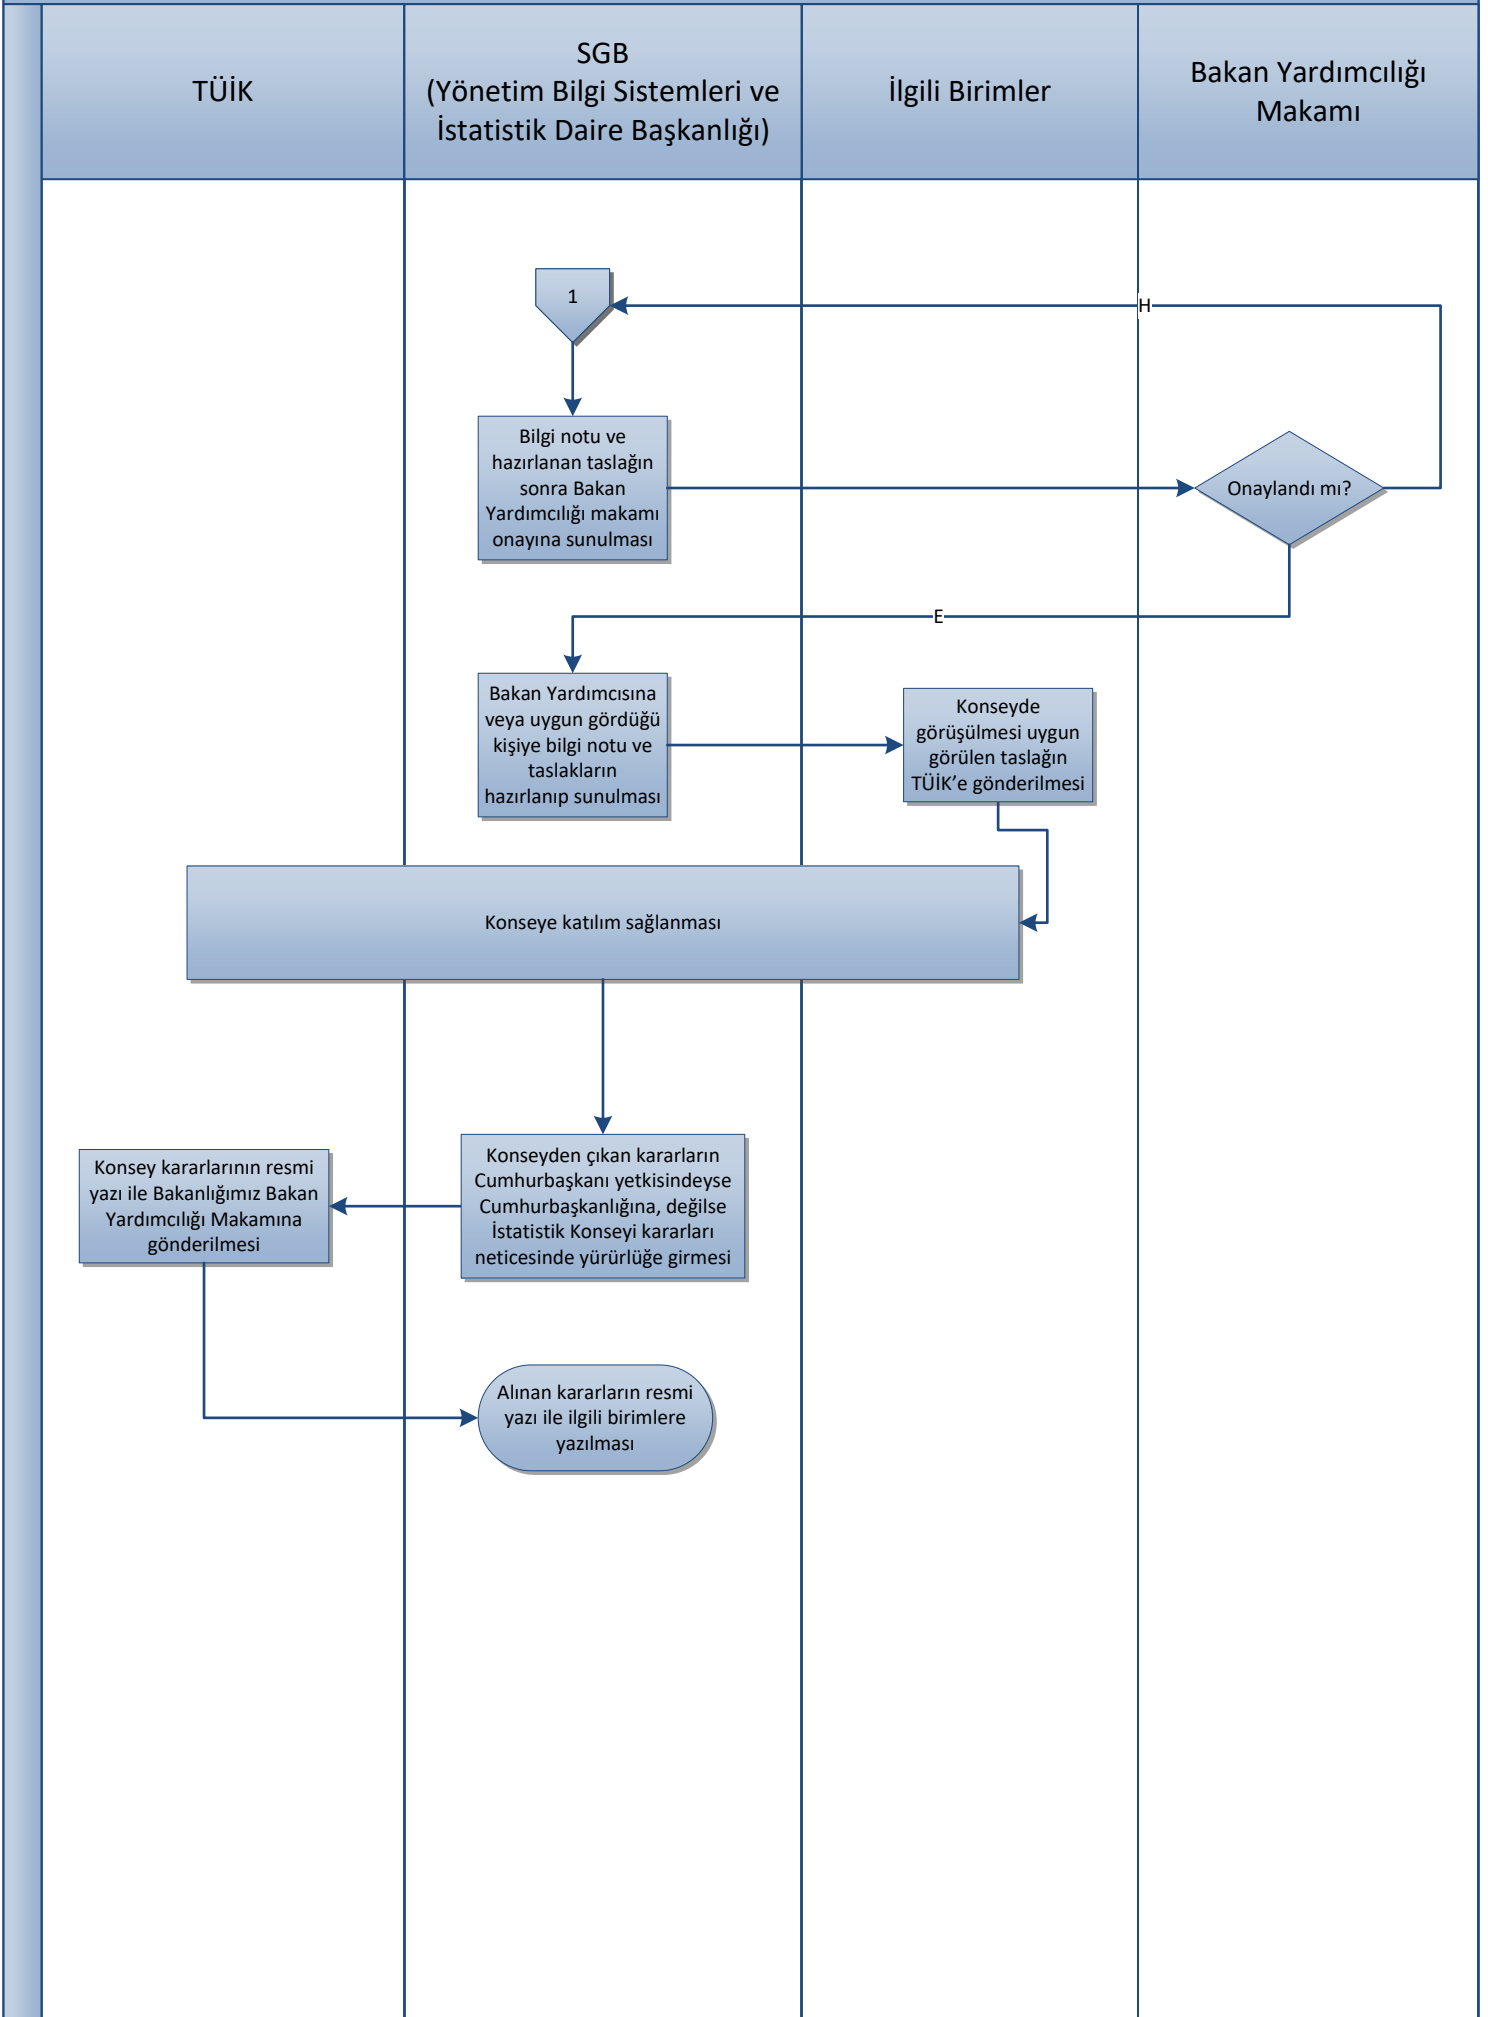 TÜİK
SGB
(Yönetim Bilgi Sistemleri ve
İstatistik Daire Başkanlığı)
İlgili Birimler
Bakan Yardımcılığı
Makamı
1
H
Bilgi notu ve
hazırlanan taslağın
sonra Bakan
Yardımcılığı makamı
onayına sunulması
Onaylandı mı?
E
Bakan Yardımcısına
veya uygun gördüğü
kişiye bilgi notu ve
taslakların
hazırlanıp sunulması
Konseyde
görüşülmesi uygun
görülen taslağın
TÜİK’e gönderilmesi
Konseye katılım sağlanması
Konsey kararlarının resmi
yazı ile Bakanlığımız Bakan
Yardımcılığı Makamına
gönderilmesi
Konseyden çıkan kararların
Cumhurbaşkanı yetkisindeyse
Cumhurbaşkanlığına, değilse
İstatistik Konseyi kararları
neticesinde yürürlüğe girmesi
Alınan kararların resmi
yazı ile ilgili birimlere
yazılması